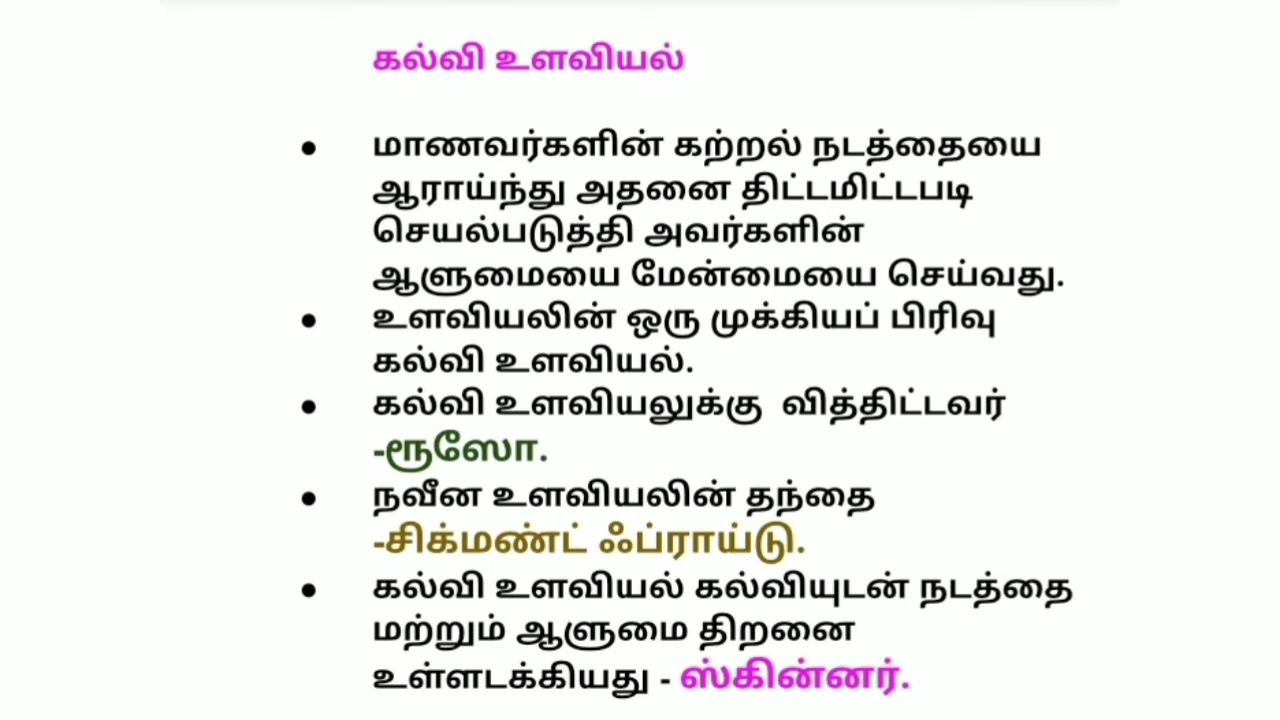 கல்வி உளவியல்
● மாணவர்களின் கற்றல் நடத்தையை
ஆராய்ந்து அதனை திட்டமிட்டபடி
செயல்படுத்தி அவர்களின்
ஆளுமையை மேன்மையை செய்வது.
● உளவியலின் ஒரு முக்கியப் பிரிவு
கல்வி உளவியல்.
● கல்வி உளவியலுக்கு வித்திட்டவர்
-ரூஸோ.
● நவீன உளவியலின் தந்தை
-சிக்மண்ட் ஃப்ராய்டு.
● கல்வி உளவியல் கல்வியுடன் நடத்தை
மற்றும் ஆளுமை திறனை
உள்ளடக்கியது - ஸ்கின்னர்.